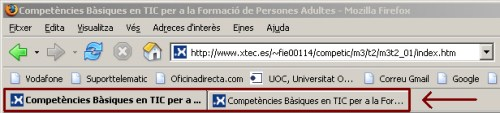 Competències Bàsiques en TIC per a la Formació de Persones Adultes - Mozilla Firefox
Fitxer Edita Visualitza Vés Adreces d'interès Eines Ajuda
http://www.xtec.es/~fie00114/competic/m3/t2/m3t2_01/index.htm
Vodafone Suporttelematic Oficinadirecta.com UOC, Universitat O... Correu Gmail Google
Competències Bàsiques en TIC per a ... Competències Bàsiques en TIC per a la For...